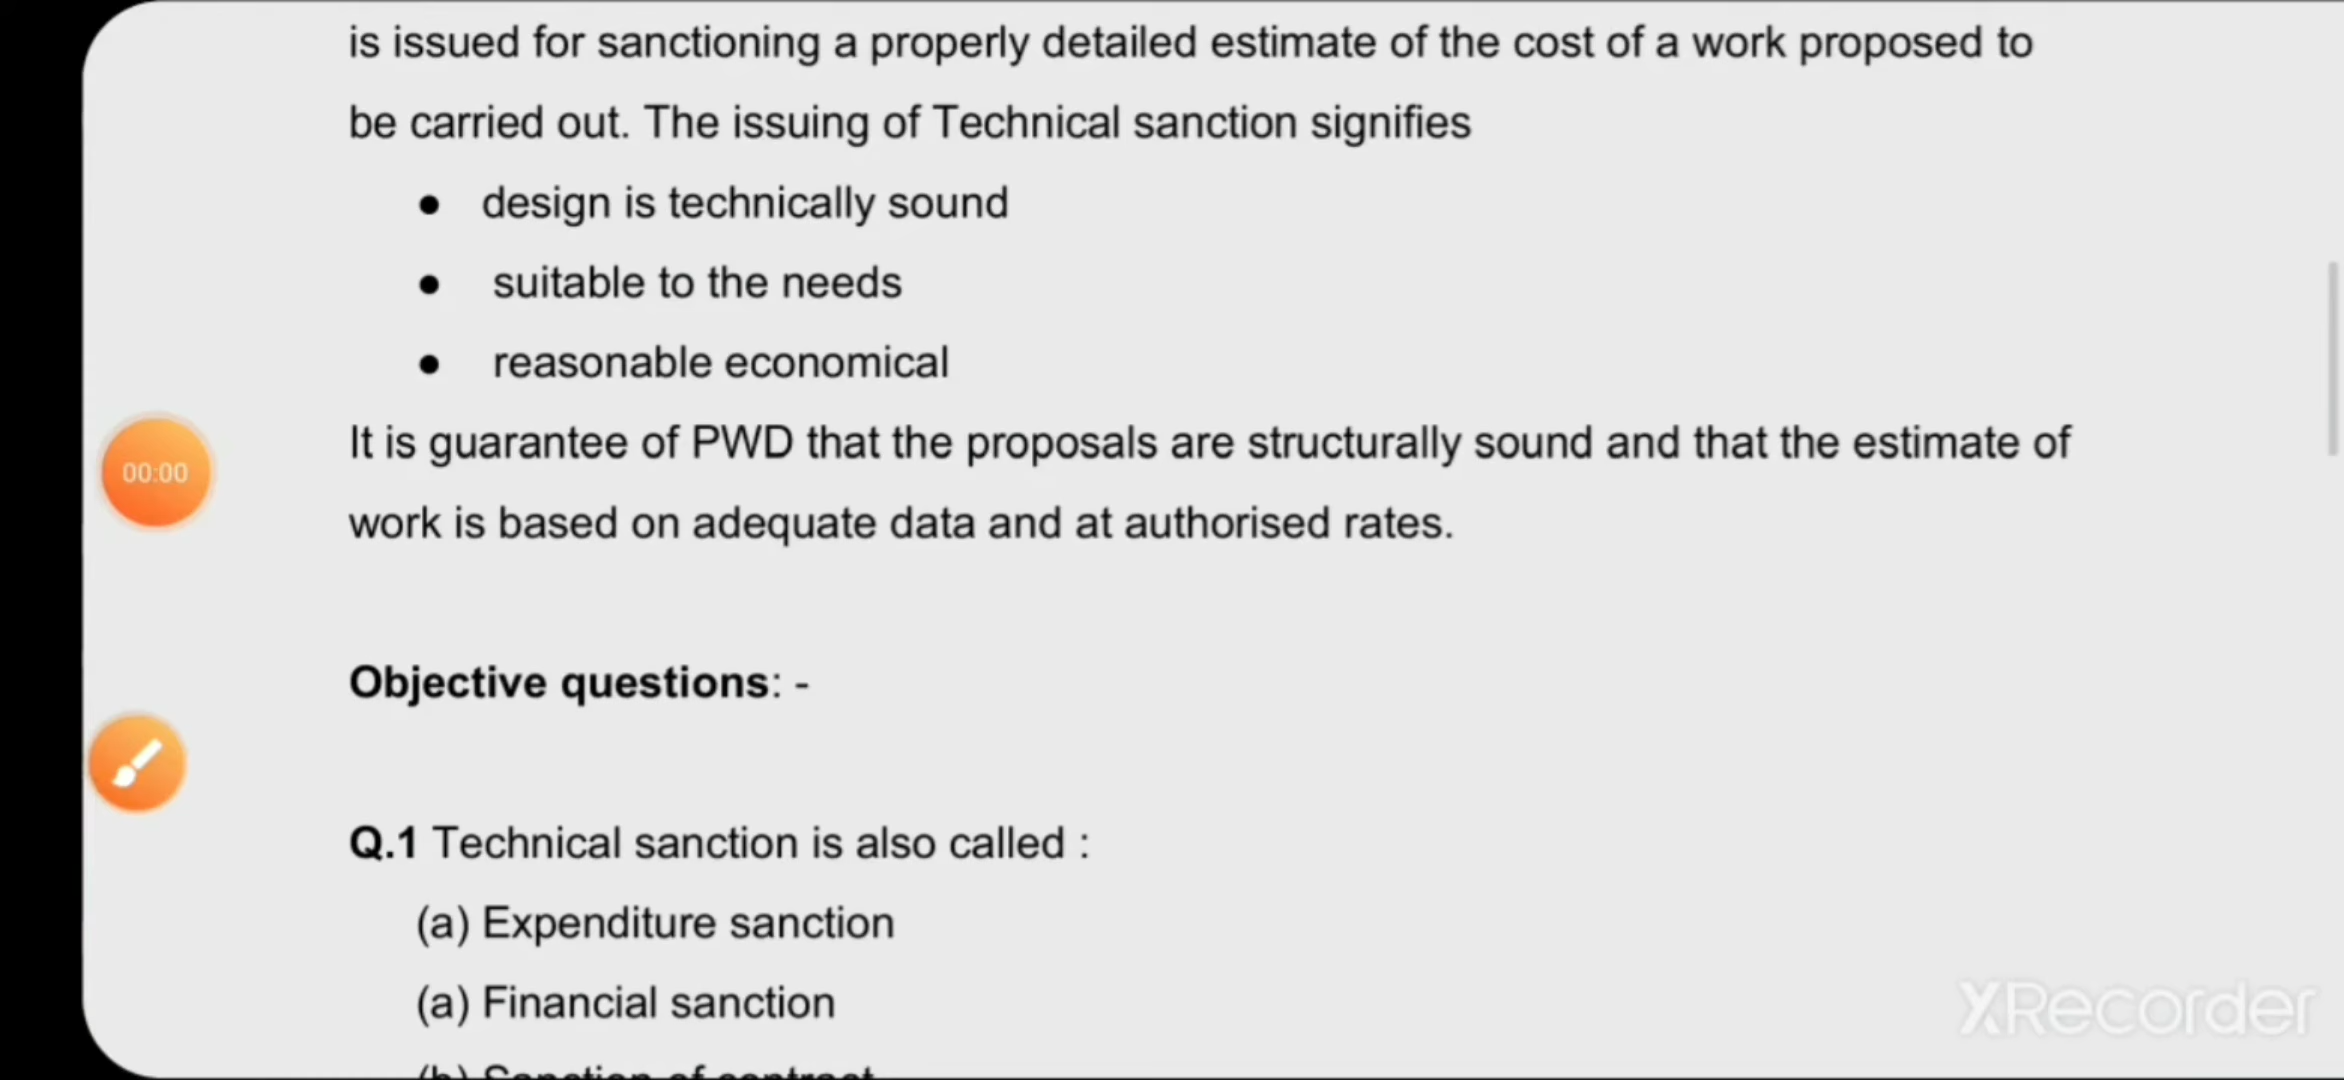 is issued for sanctioning a properly detailed estimate of the cost of a work proposed to
be carried out. The issuing of Technical sanction signifies
● design is technically sound
● suitable to the needs
● reasonable economical
It is guarantee of PWD that the proposals are structurally sound and that the estimate of
00:00
work is based on adequate data and at authorised rates.
Objective questions: -
Q.1 Technical sanction is also called :
(a) Expenditure sanction
(a) Financial sanction
XRecorder
(b) Sanction of contract